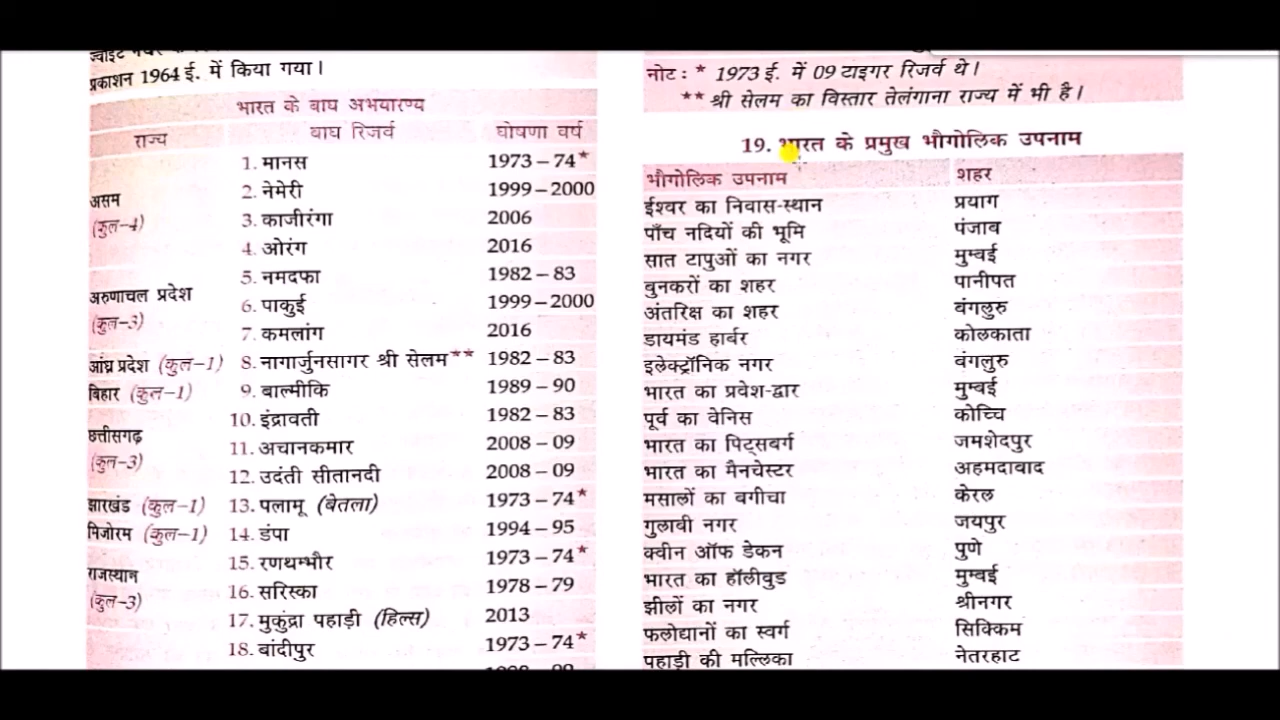 प्रकाशन 1964 ई. में किया गया।
भारत के बाघ अभयारण्य
राज्य बाघ रिजर्व घोषणा वर्ष
1. मानस 1973 – 74*
असम 2. नेमेरी 1999 – 2000
(कुल–4) 3. काजीरंगा 2006
4. ओरंग 2016
5. नमदफा 1982 – 83
अरुणाचल प्रदेश 6. पाकुई 1999 – 2000
(कुल–3) 7. कमलांग 2016
आंध्र प्रदेश (कुल–1) 8. नागार्जुनसागर श्री सेलम** 1982 – 83
बिहार (कुल–1) 9. बाल्मीकि 1989 – 90
10. इंद्रावती 1982 – 83
छत्तीसगढ़ 11. अचानकमार 2008 – 09
(कुल–3) 12. उदंती सीतानदी 2008 – 09
झारखंड (कुल–1) 13. पलामू (बेतला) 1973 – 74*
मिजोरम (कुल–1) 14. डंपा 1994 – 95
15. रणथम्भौर 1973 – 74*
राजस्थान 16. सरिस्का 1978 – 79
(कुल–3) 17. मुकुंद्रा पहाड़ी (हिल्स) 2013
18. बांदीपुर 1973 – 74*
नोट : * 1973 ई. में 09 टाइगर रिजर्व थे।
** श्री सेलम का विस्तार तेलंगाना राज्य में भी है।
19. भारत के प्रमुख भौगोलिक उपनाम
भौगोलिक उपनाम शहर
ईश्वर का निवास-स्थान प्रयाग
पाँच नदियों की भूमि पंजाब
सात टापुओं का नगर मुम्बई
बुनकरों का शहर पानीपत
अंतरिक्ष का शहर बंगलुरु
डायमंड हार्बर कोलकाता
इलेक्ट्रॉनिक नगर बंगलुरु
भारत का प्रवेश-द्वार मुम्बई
पूर्व का वेनिस कोच्चि
भारत का पिट्सबर्ग जमशेदपुर
भारत का मैनचेस्टर अहमदाबाद
मसालों का बगीचा केरल
गुलाबी नगर जयपुर
क्वीन ऑफ डेकन पुणे
भारत का हॉलीवुड मुम्बई
झीलों का नगर श्रीनगर
फलोद्यानों का स्वर्ग सिक्किम
पहाड़ी की मल्लिका नेतरहाट